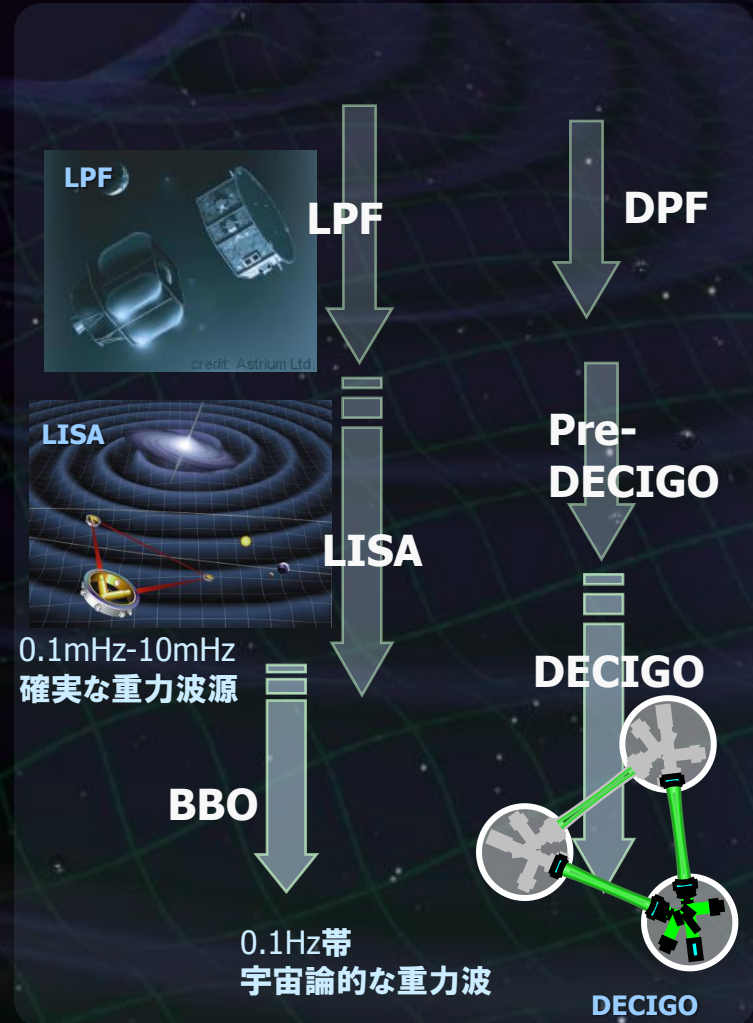 LPF
credit: Astrium Ltd.
LPF
DPF
LISA
LISA
Pre-
DECIGO
0.1mHz-10mHz
確実な重力波源
DECIGO
BBO
0.1Hz帯
宇宙論的な重力波
DECIGO